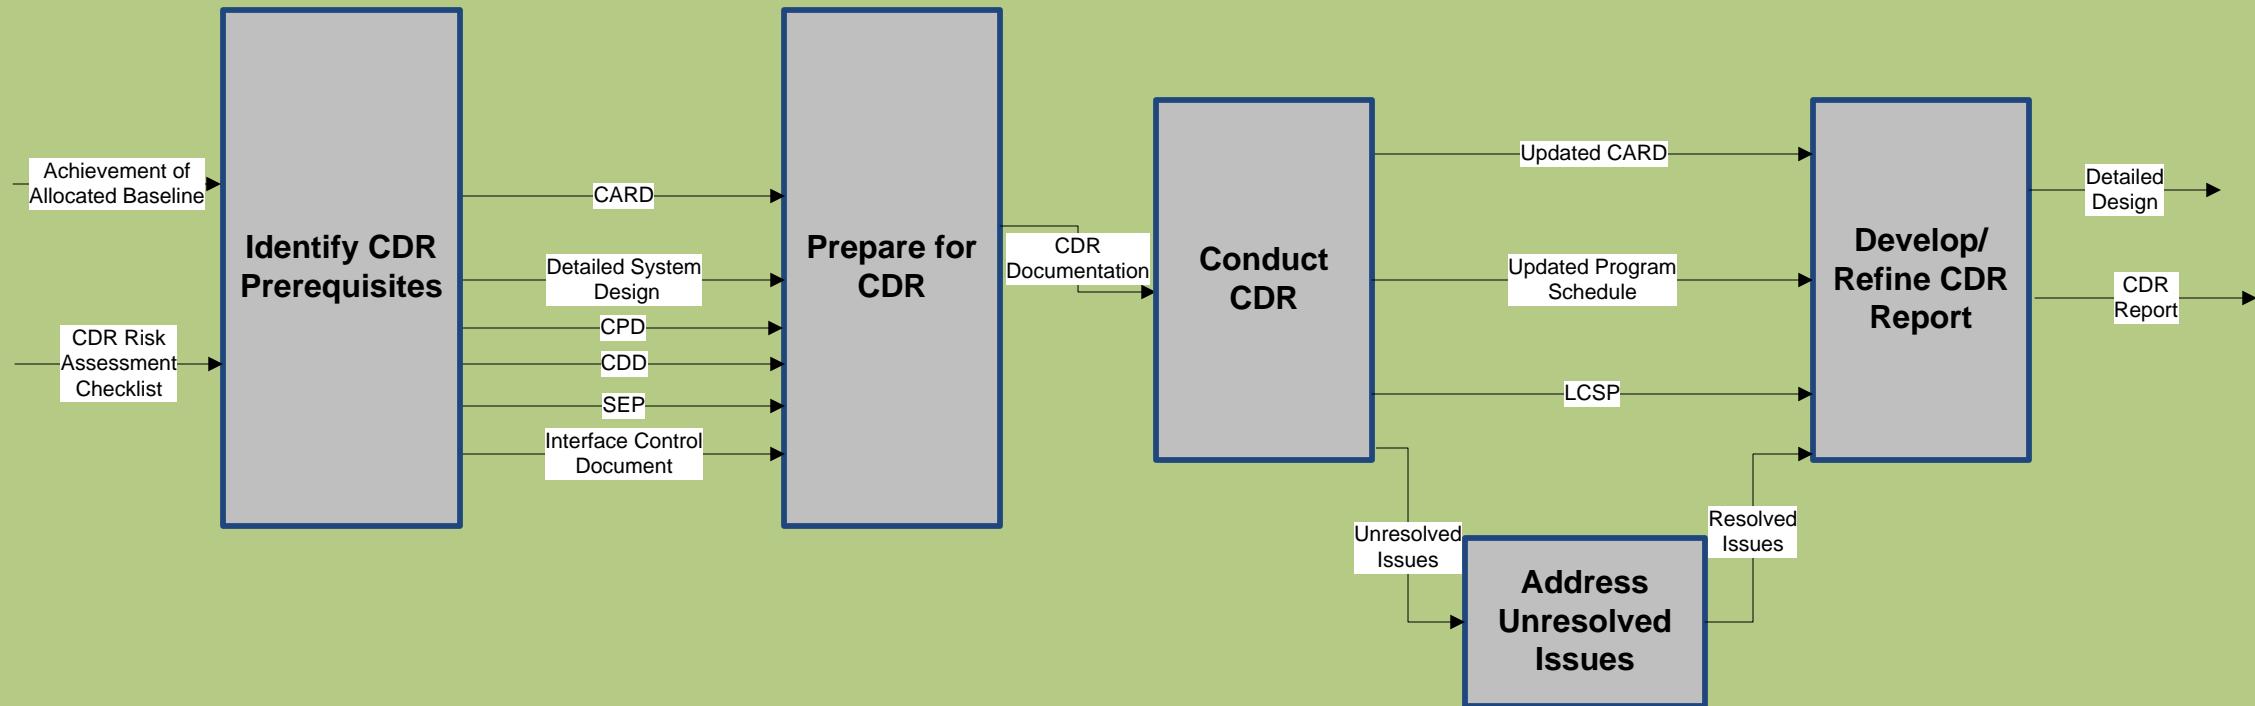 Achievement of
Allocated Baseline
CDR Risk
Assessment
Checklist
Identify CDR
Prerequisites
CARD
Detailed System
Design
CPD
CDD
SEP
Interface Control
Document
Prepare for
CDR
CDR
Documentation
Conduct
CDR
Updated CARD
Updated Program
Schedule
LCSP
Unresolved
Issues
Address
Unresolved
Issues
Resolved
Issues
Develop/
Refine CDR
Report
Detailed
Design
CDR
Report